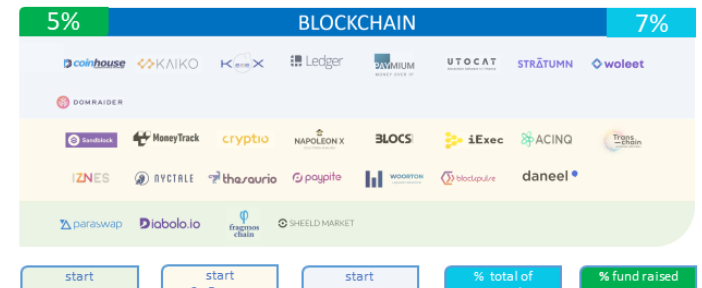 5% BLOCKCHAIN 7%
coinhouse KAIKO K X Ledger PAYMIUM UTOCAT STRATUMN woleet
DOMRAIDER
Sandblock MoneyTrack cryptio NAPOLEON X BLOCS iExec ACINQ Trans chain
IZNES NYCTALE thesaurio paypite WOORTON blockpulse daneel
paraswap Diabolo.io fragmos chain SHEELD MARKET
start start start % total of % fund raised